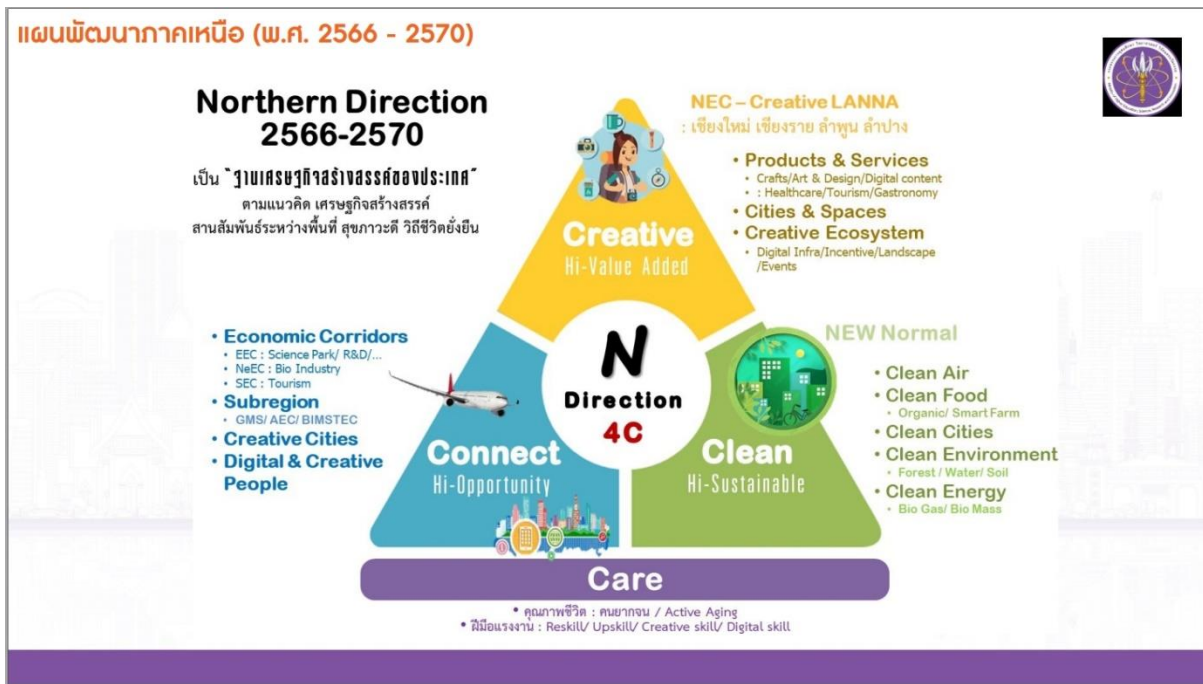 แผนพัฒนาภาคเหนือ (พ.ศ. 2566 - 2570)
Northern Direction
2566-2570
เป็น "ฐานเศรษฐกิจสร้างสรรค์ของประเทศ"
ตามแนวคิด เศรษฐกิจสร้างสรรค์
สานสัมพันธ์ระหว่างพื้นที่ สุขภาวะดี วิถีชีวิตยั่งยืน
NEC – Creative LANNA
: เชียงใหม่ เชียงราย ลำพูน ลำปาง
• Products & Services
• Crafts/Art & Design/Digital content
• : Healthcare/Tourism/Gastronomy
• Cities & Spaces
• Creative Ecosystem
• Digital Infra/Incentive/Landscape
/Events
Creative
Hi-Value Added
• Economic Corridors
• EEC : Science Park/ R&D/...
• NeEC : Bio Industry
• SEC : Tourism
• Subregion
• GMS/ AEC/ BIMSTEC
• Creative Cities
• Digital & Creative
People
Connect
Hi-Opportunity
N
Direction
4C
Clean
Hi-Sustainable
NEW Normal
• Clean Air
• Clean Food
• Organic/ Smart Farm
• Clean Cities
• Clean Environment
• Forest / Water/ Soil
• Clean Energy
• Bio Gas/ Bio Mass
Care
• คุณภาพชีวิต : คนยากจน / Active Aging
• ฝีมือแรงงาน : Reskill/ Upskill/ Creative skill/ Digital skill